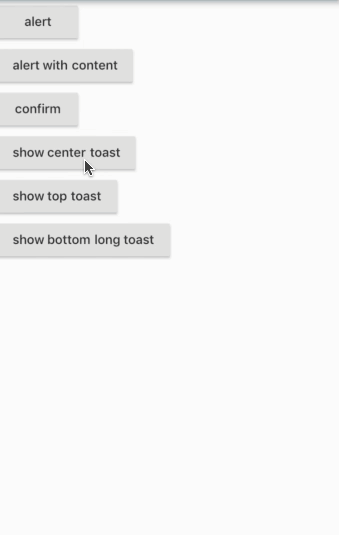 alert
alert with content
confirm
show center toast
show top toast
show bottom long toast